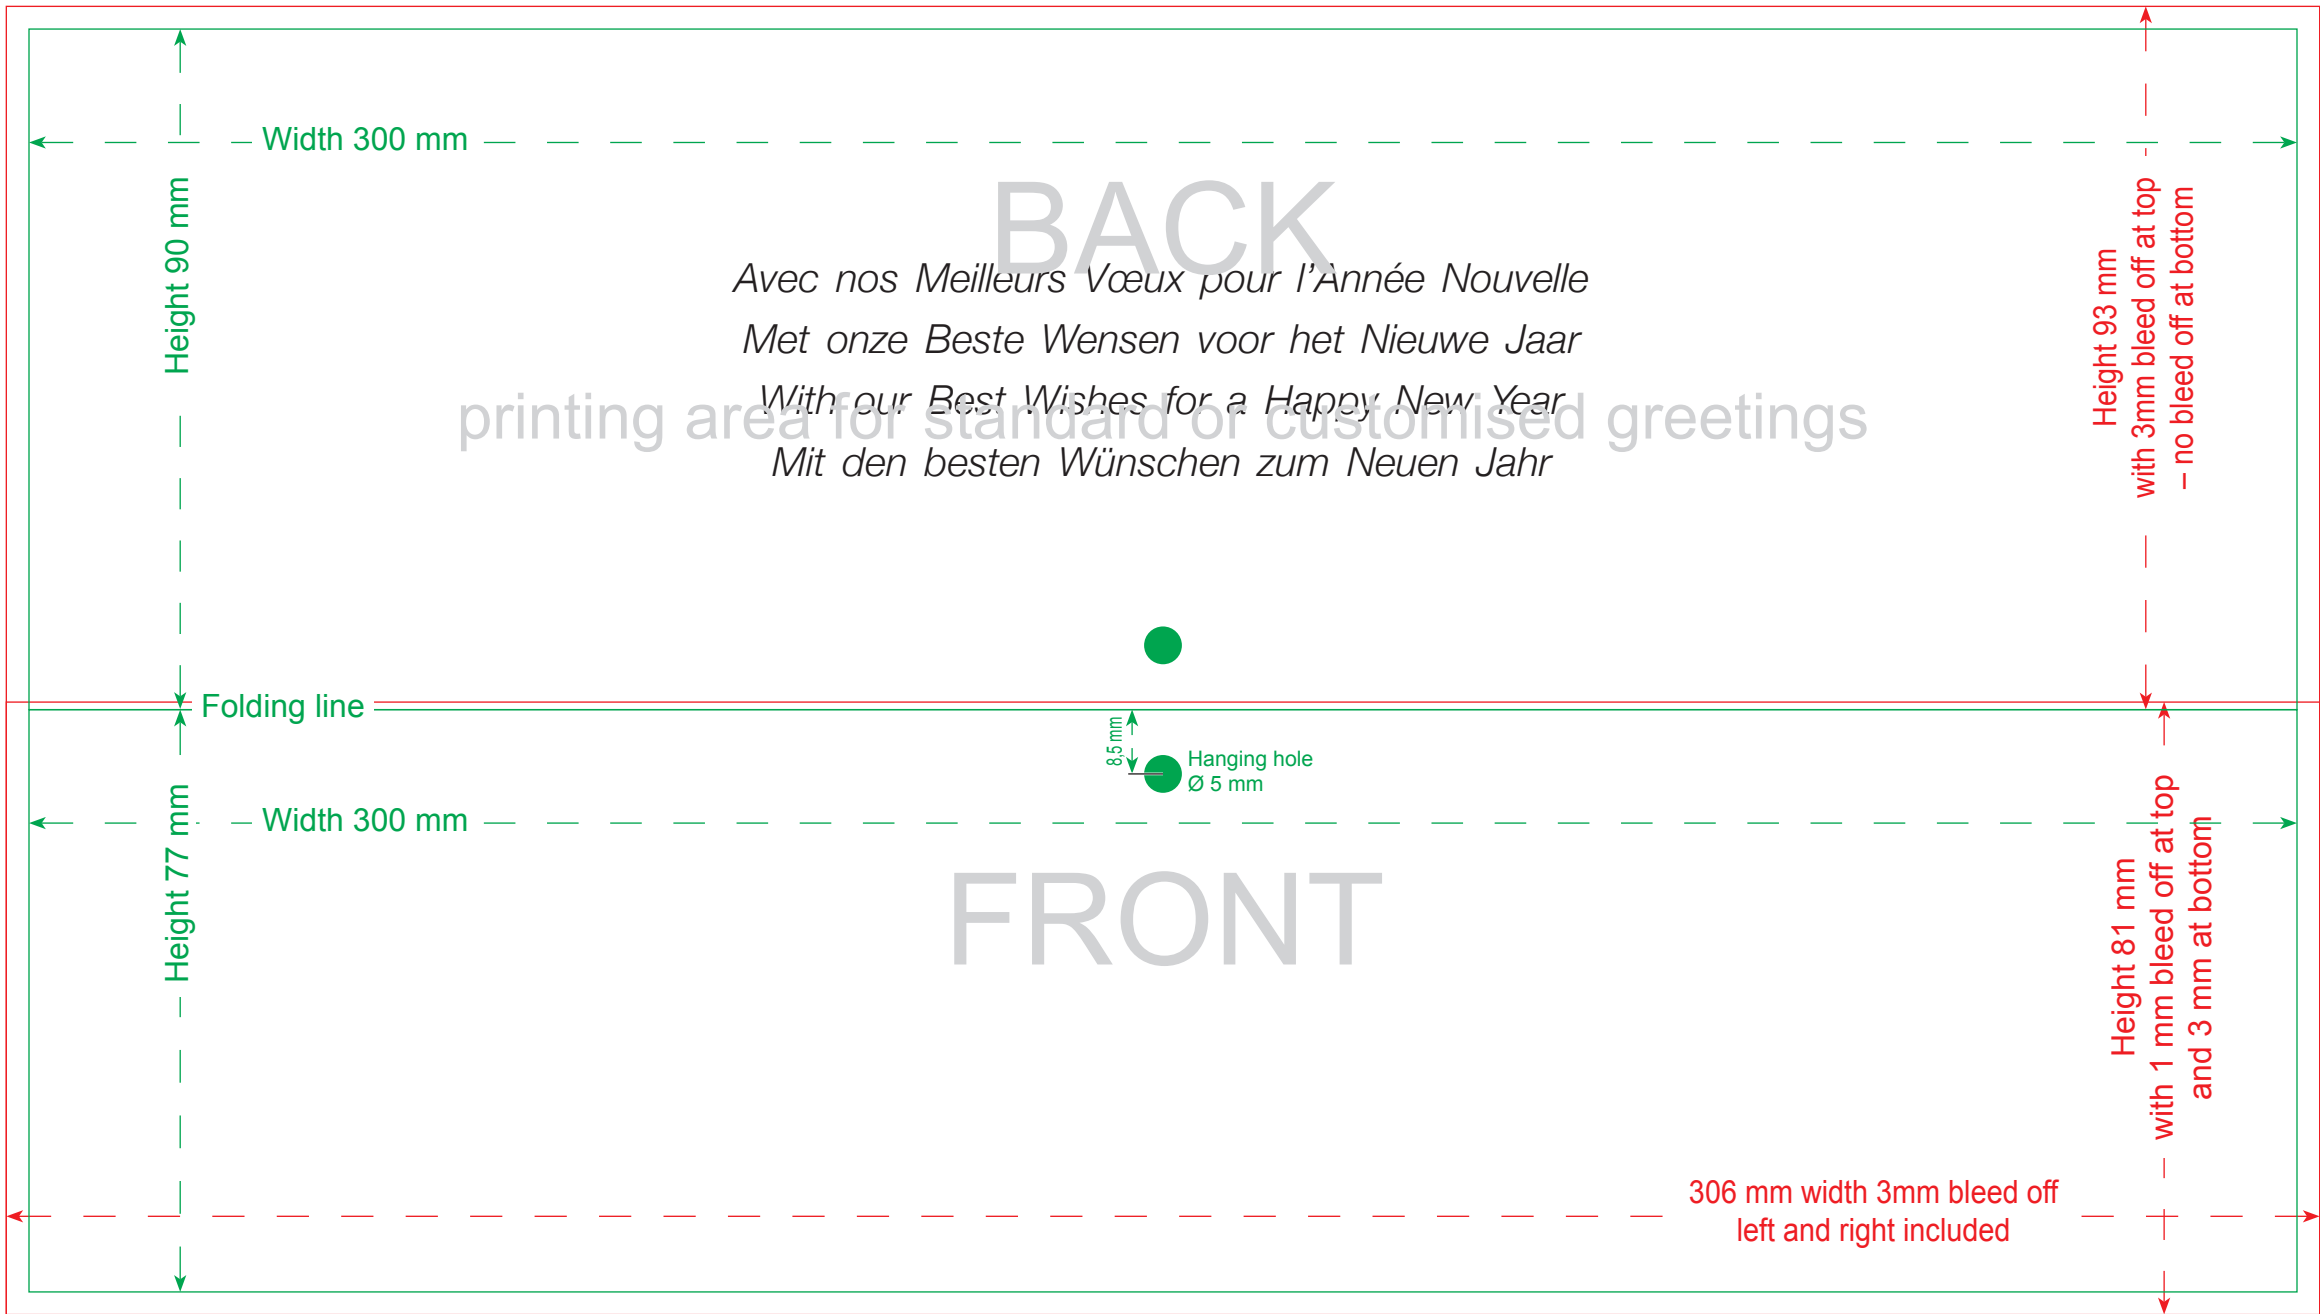 Width 300 mm
BACK
Height 90 mm
Avec nos Meilleurs Vœux pour l'Année Nouvelle
Met onze Beste Wensen voor het Nieuwe Jaar
With our Best Wishes for a Happy New Year
printing area for standard or customised greetings
Mit den besten Wünschen zum Neuen Jahr
Height 93 mm
with 3mm bleed off at top
– no bleed off at bottom
Folding line
8,5 mm
Hanging hole
Ø 5 mm
Width 300 mm
Height 77 mm
FRONT
Height 81 mm
with 1 mm bleed off at top
and 3 mm at bottom
306 mm width 3mm bleed off
left and right included